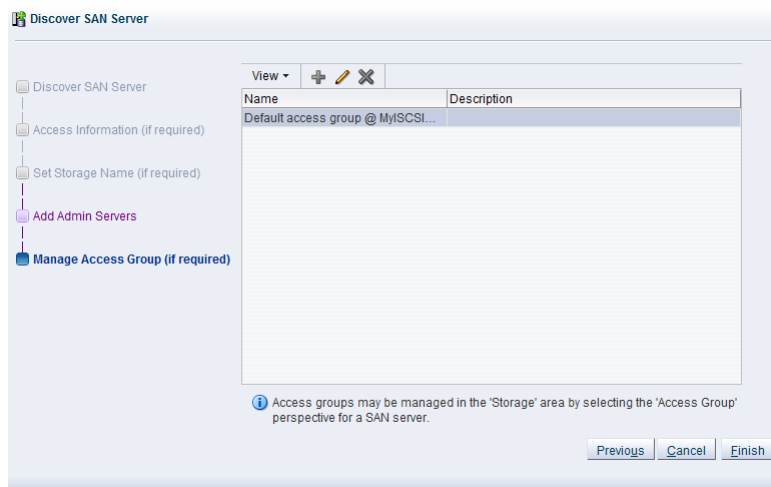 Discover SAN Server
Discover SAN Server
Access Information (if required)
Set Storage Name (if required)
Add Admin Servers
Manage Access Group (if required)
View
Name Description
Default access group @ MyISCSI...
Access groups may be managed in the 'Storage' area by selecting the 'Access Group'
perspective for a SAN server.
Previous Cancel Finish